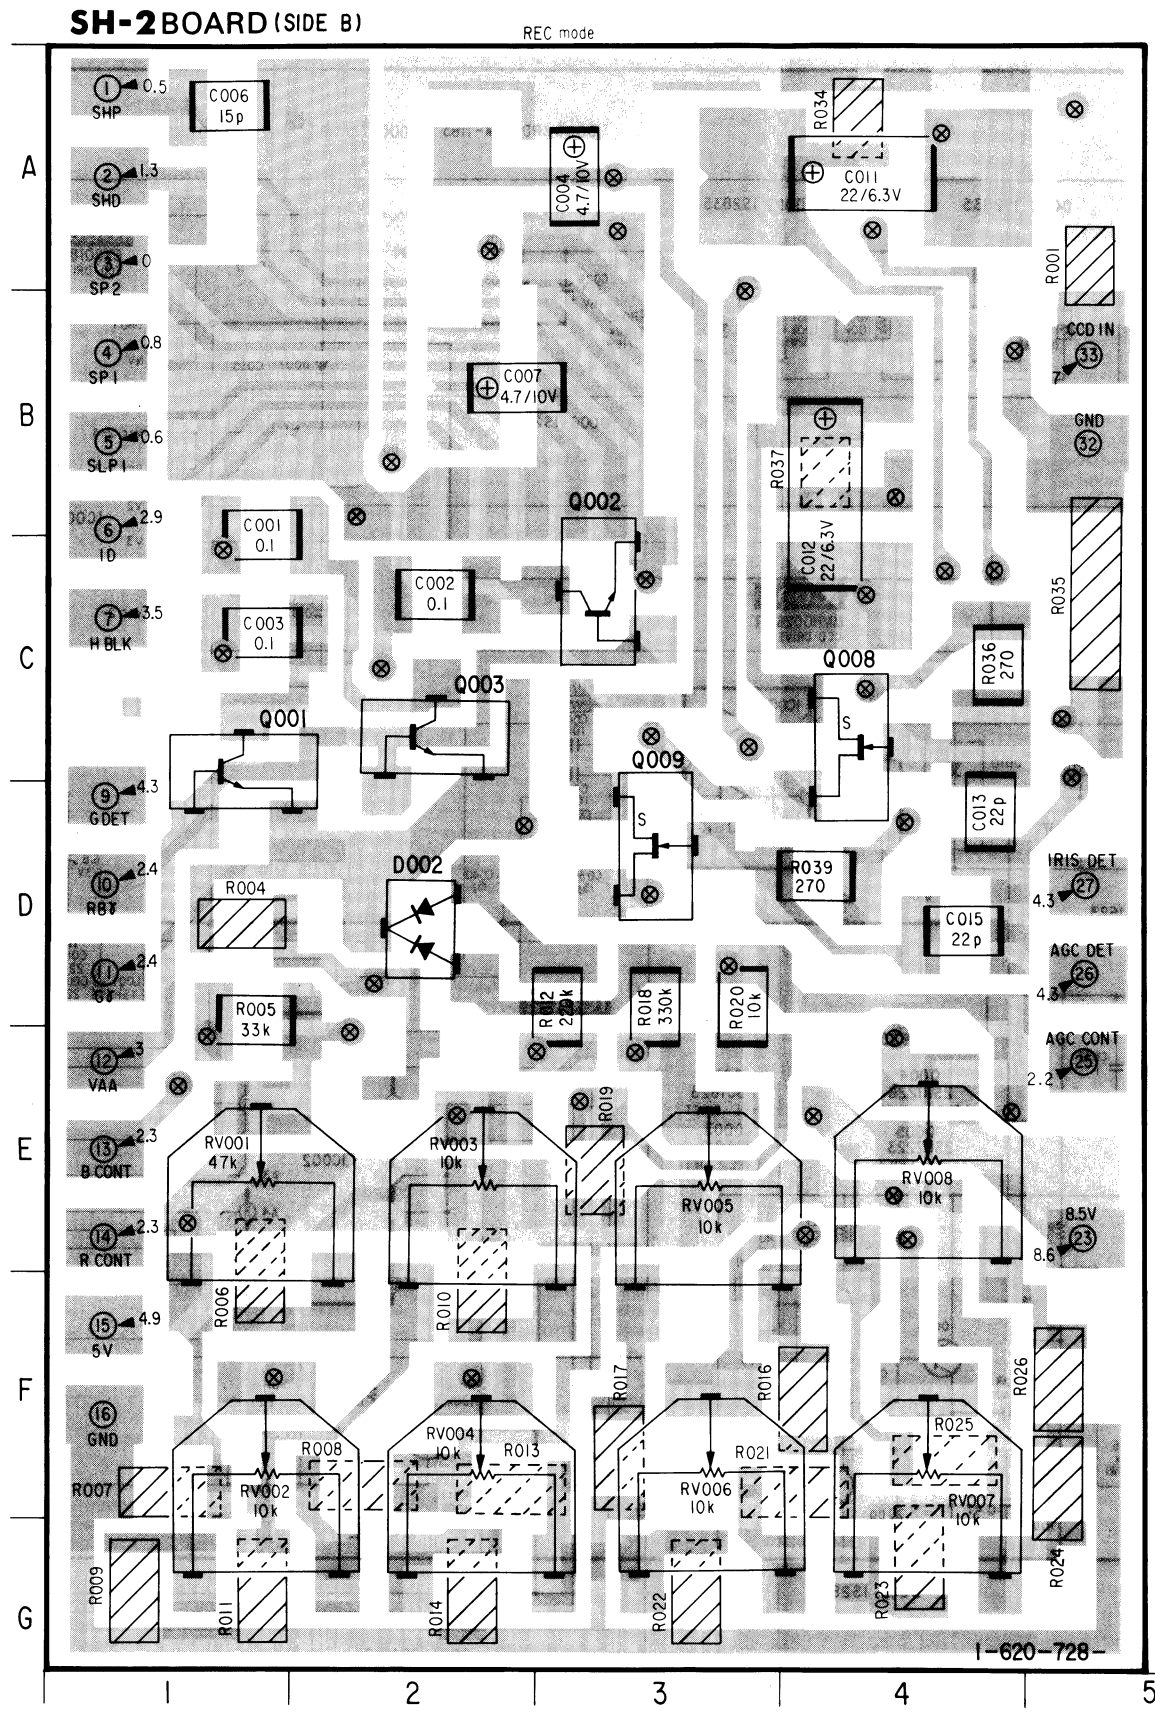 SH-2 BOARD (SIDE B)
REC mode
A
B
C
D
E
F
G
1
2
3
4
5
1 0.5
SHP
2 1.3
SHD
3 0
SP2
4 0.8
SP1
5 0.6
SLP1
6 2.9
ID
7 3.5
H BLK
9 4.3
G DET
10 2.4
RBγ
11 2.4
Gγ
12 3
VAA
13 2.3
B CONT
14 2.3
R CONT
15 4.9
5V
16
GND
C006
15p
C004
4.7/10V
R034
C011
22/6.3V
R001
CCD IN
33
7
GND
32
C007
4.7/10V
R037
C012
22/6.3V
Q002
C001
0.1
C002
0.1
C003
0.1
R035
R036
270
Q008
S
Q003
Q001
Q009
S
C013
22p
D002
R039
270
IRIS DET
27
4.3
R004
C015
22p
AGC DET
26
4.3
R005
33k
R012
220k
R018
330k
R020
10k
AGC CONT
25
2.2
RV001
47k
RV003
10k
R019
RV005
10k
RV008
10k
8.5V
23
8.6
R006
R010
R017
R016
R026
R007
RV002
10k
R008
RV004
10k
R013
RV006
10k
R021
R025
RV007
10k
R009
R011
R014
R022
R023
R024
1-620-728-